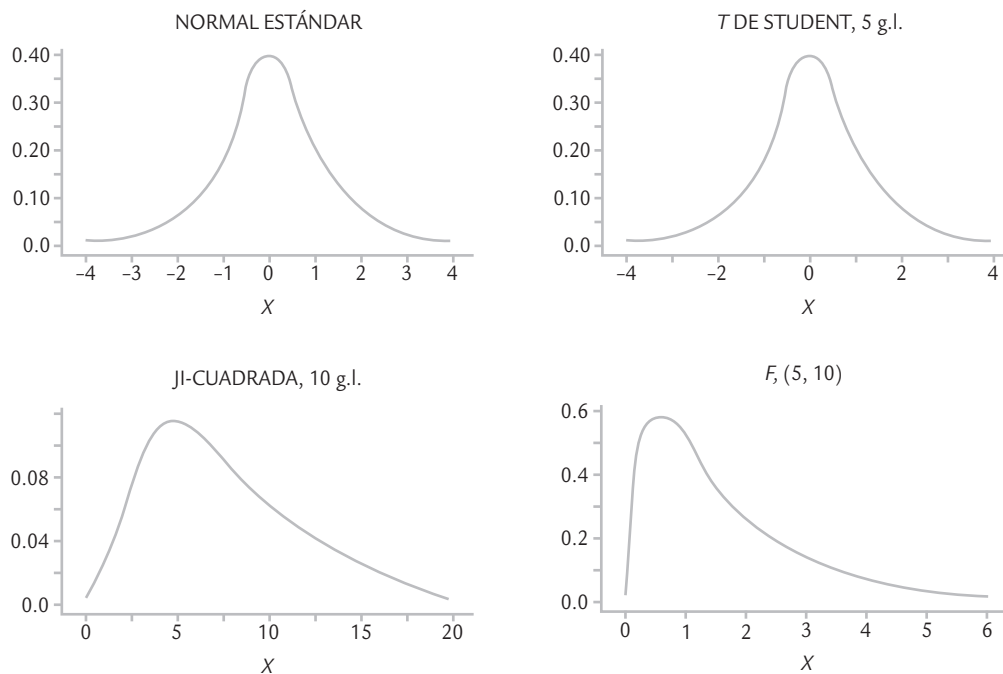 NORMAL ESTÁNDAR
0.40
0.30
0.20
0.10
0.0
–4 –3 –2 –1 0 1 2 3 4
X
T DE STUDENT, 5 g.l.
0.40
0.30
0.20
0.10
0.0
–4 –2 0 2 4
X
JI-CUADRADA, 10 g.l.
0.08
0.04
0.0
0 5 10 15 20
X
F, (5, 10)
0.6
0.4
0.2
0.0
0 1 2 3 4 5 6
X